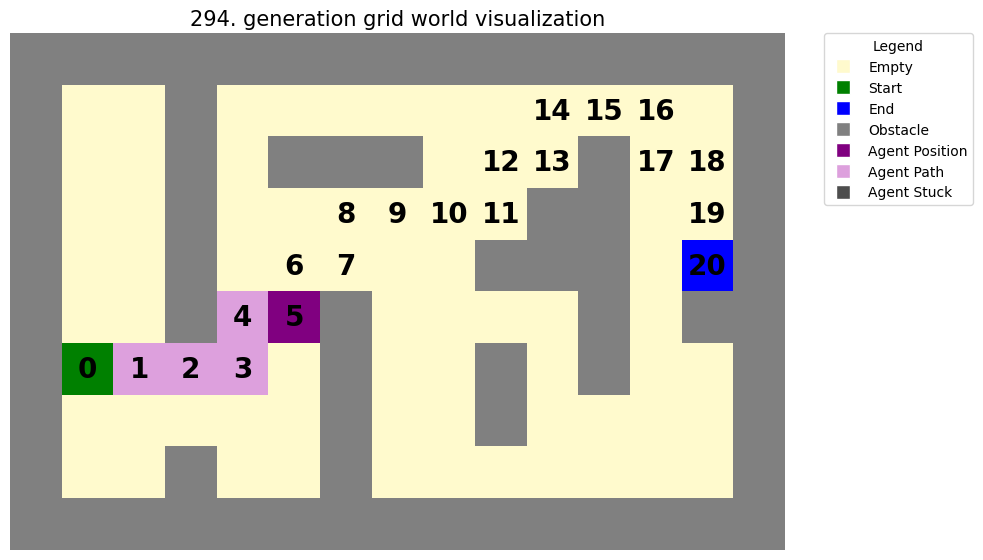 294. generation grid world visualization
14 15 16
12 13 17 18
8 9 10 11 19
6 7 20
4 5
0 1 2 3
Legend
Empty
Start
End
Obstacle
Agent Position
Agent Path
Agent Stuck